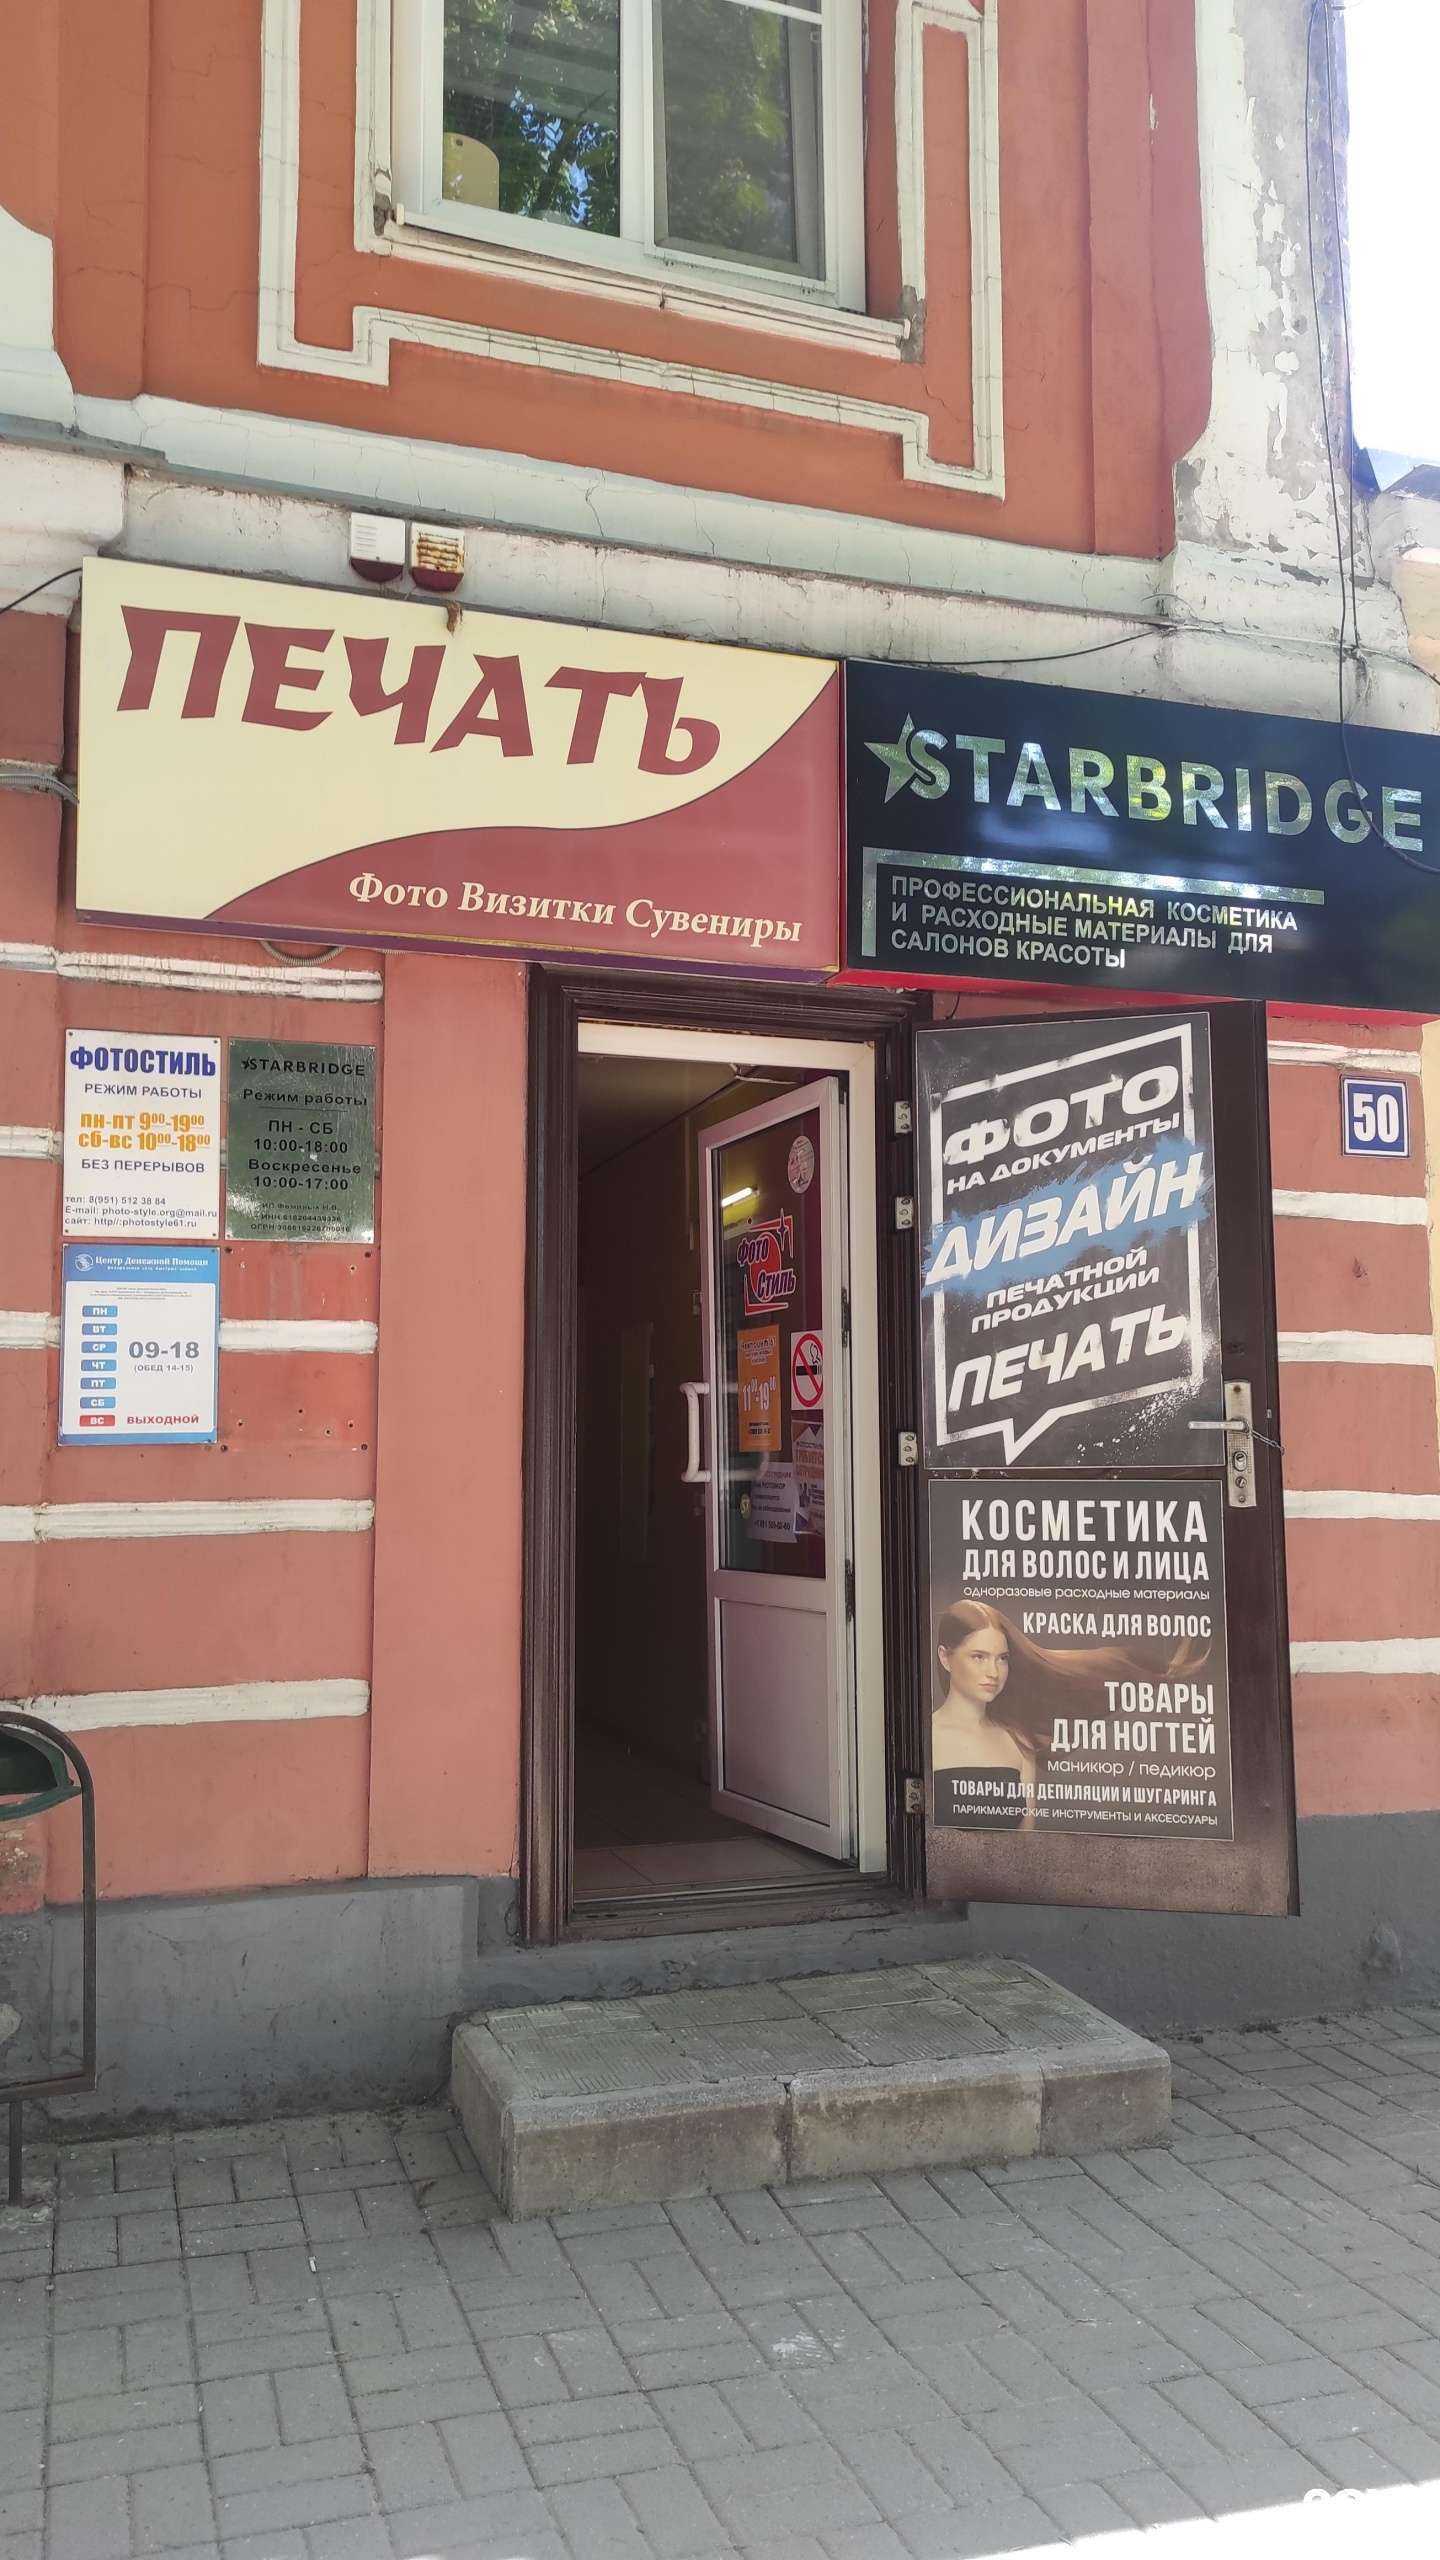 ПЕЧАТЬ
Фото Визитки Сувениры
STARBRIDGE
ПРОФЕССИОНАЛЬНАЯ КОСМЕТИКА
И РАСХОДНЫЕ МАТЕРИАЛЫ ДЛЯ
САЛОНОВ КРАСОТЫ
ФОТОСТИЛЬ
РЕЖИМ РАБОТЫ
ПН-ПТ 9⁰⁰-19⁰⁰
СБ-ВС 10⁰⁰-18⁰⁰
БЕЗ ПЕРЕРЫВОВ
тел: 8(951) 512 38 84
E-mail: photo-style.org@mail.ru
сайт: http//:photostyle61.ru
STARBRIDGE
Режим работы
ПН - СБ
10:00-18:00
Воскресенье
10:00-17:00
Центр Денежной Помощи
ПН
ВТ
СР
ЧТ
ПТ
СБ
ВС
09-18
(ОБЕД 14-15)
ВЫХОДНОЙ
ФОТО
СТИЛЬ
11⁰⁰-19⁰⁰
ФОТО
НА ДОКУМЕНТЫ
ДИЗАЙН
ПЕЧАТНОЙ
ПРОДУКЦИИ
ПЕЧАТЬ
50
КОСМЕТИКА
ДЛЯ ВОЛОС И ЛИЦА
одноразовые расходные материалы
КРАСКА ДЛЯ ВОЛОС
ТОВАРЫ
ДЛЯ НОГТЕЙ
маникюр / педикюр
ТОВАРЫ ДЛЯ ДЕПИЛЯЦИИ И ШУГАРИНГА
ПАРИКМАХЕРСКИЕ ИНСТРУМЕНТЫ И АКСЕССУАРЫ